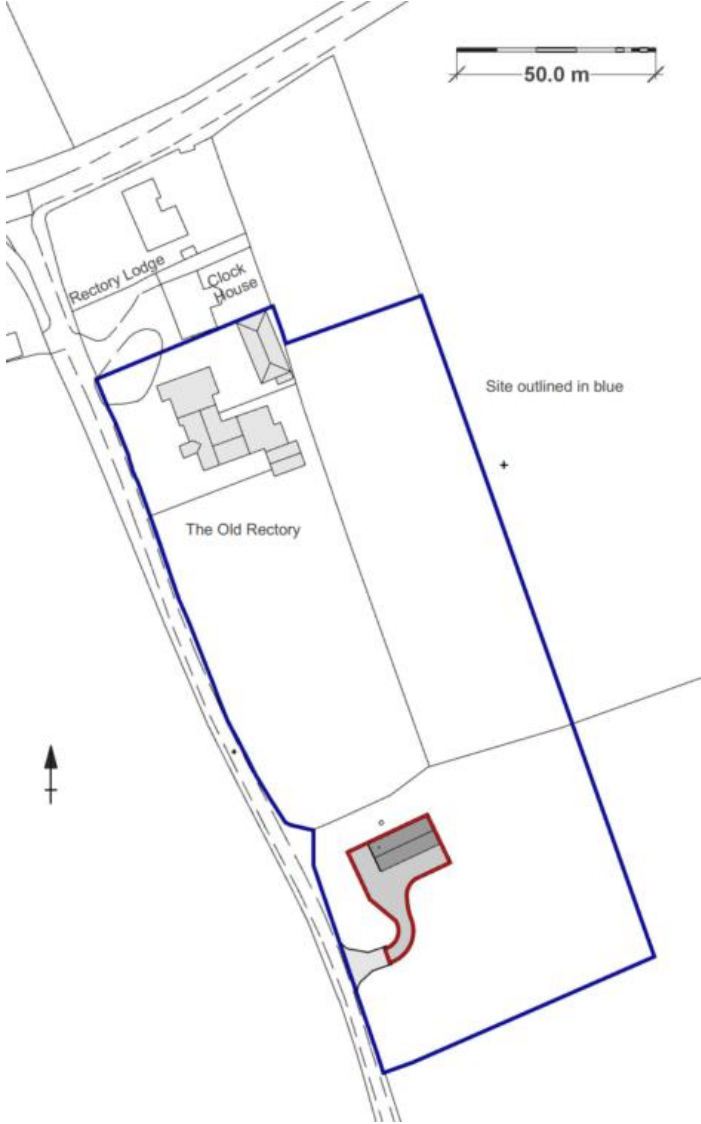 50.0 m
Rectory Lodge
Clock
House
Site outlined in blue
The Old Rectory